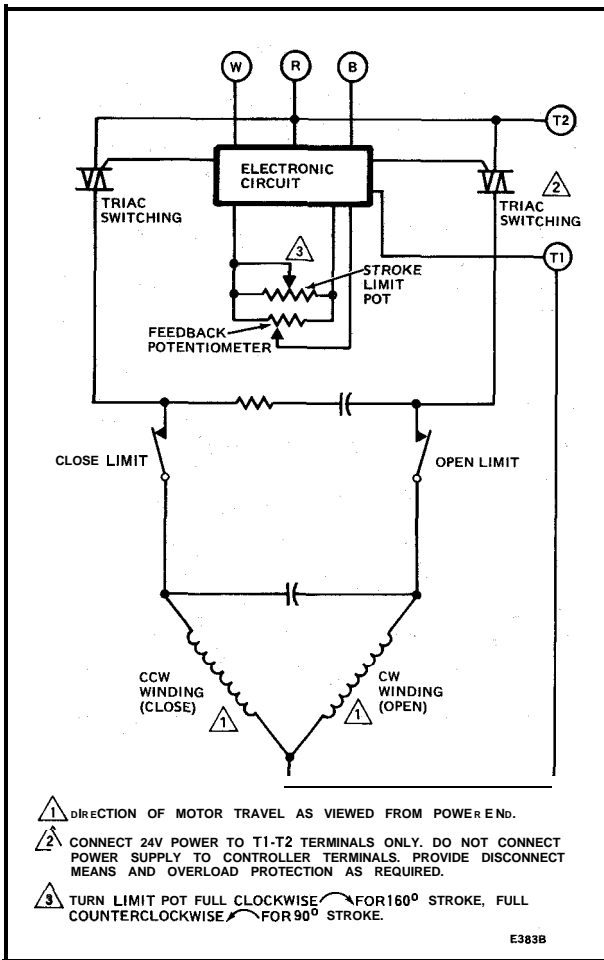 W R B
T2
ELECTRONIC
CIRCUIT
TRIAC
SWITCHING
2
TRIAC
SWITCHING
T1
3
STROKE
LIMIT
POT
FEEDBACK
POTENTIOMETER
CLOSE LIMIT
OPEN LIMIT
CCW
WINDING
(CLOSE)
1
CW
WINDING
(OPEN)
1
1 DIRECTION OF MOTOR TRAVEL AS VIEWED FROM POWER END.
2 CONNECT 24V POWER TO T1-T2 TERMINALS ONLY. DO NOT CONNECT
POWER SUPPLY TO CONTROLLER TERMINALS. PROVIDE DISCONNECT
MEANS AND OVERLOAD PROTECTION AS REQUIRED.
3 TURN LIMIT POT FULL CLOCKWISE FOR 160° STROKE, FULL
COUNTERCLOCKWISE FOR 90° STROKE.
E383B